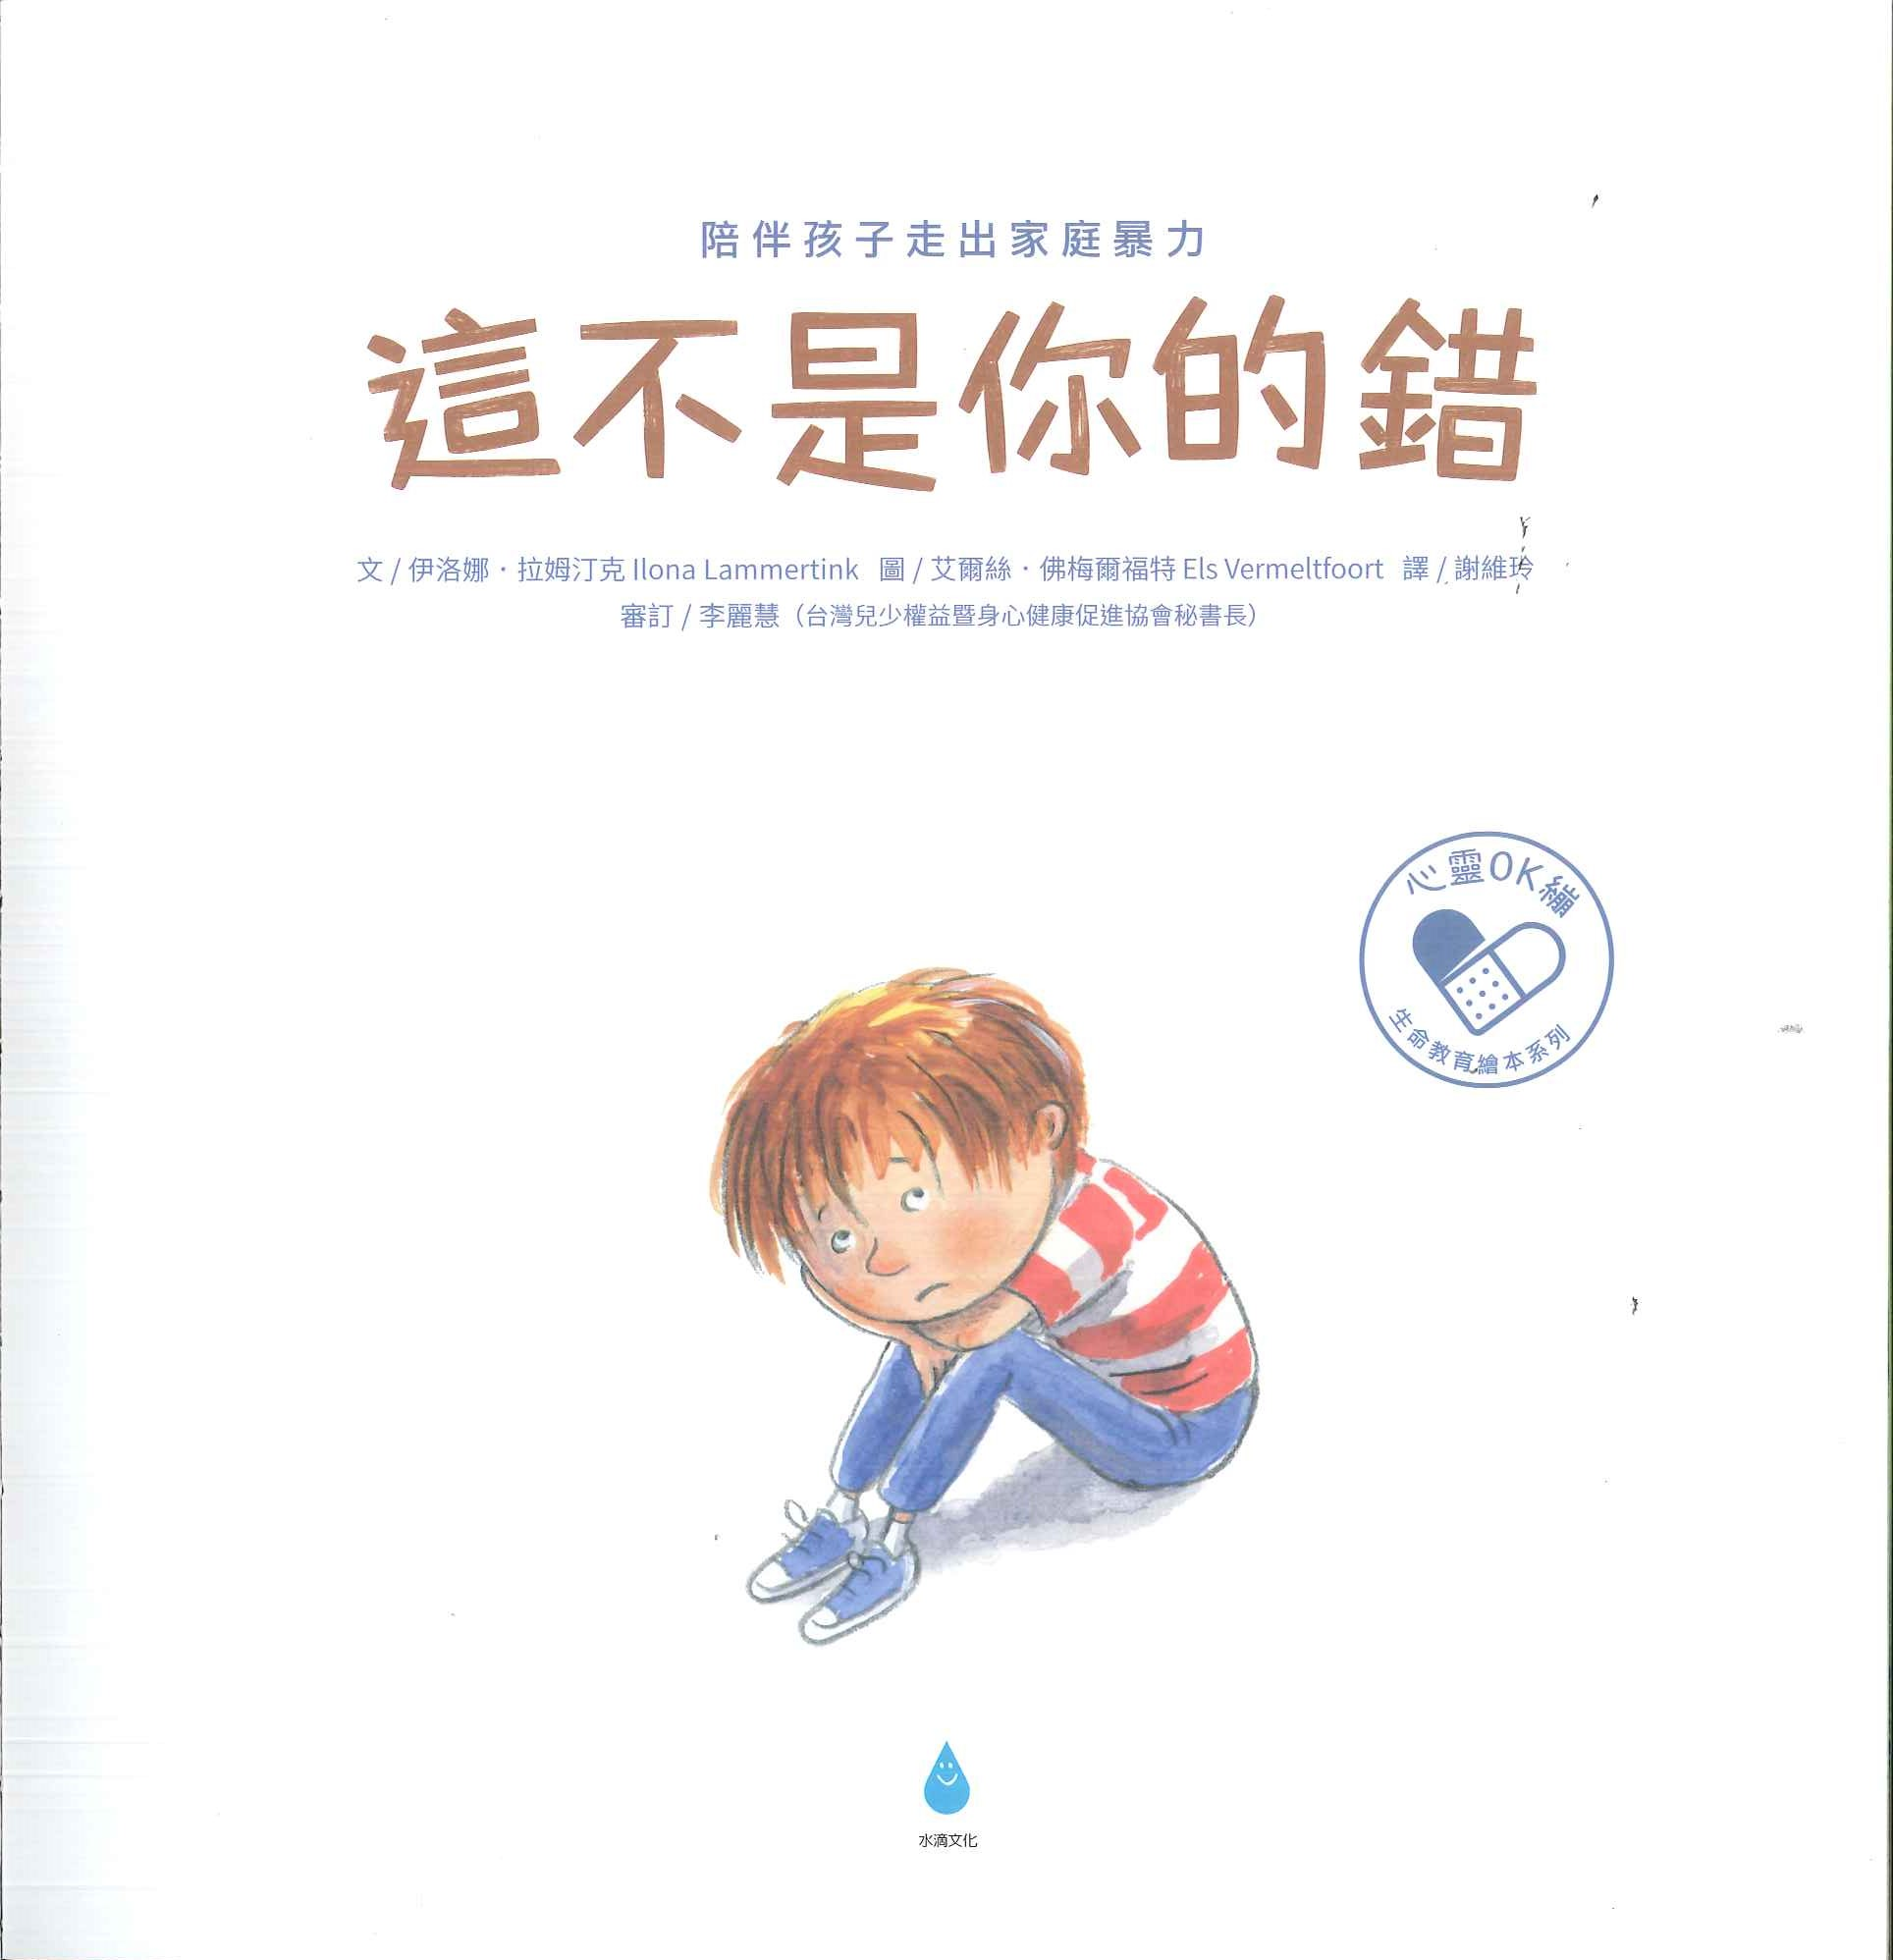 陪伴孩子走出家庭暴力
這不是你的錯
文 / 伊洛娜・拉姆汀克 Ilona Lammertink 圖 / 艾爾絲・佛梅爾福特 Els Vermeltfoort 譯 / 謝維玲
審訂 / 李麗慧（台灣兒少權益暨身心健康促進協會秘書長）
心靈OK繃
生命教育繪本系列
水滴文化